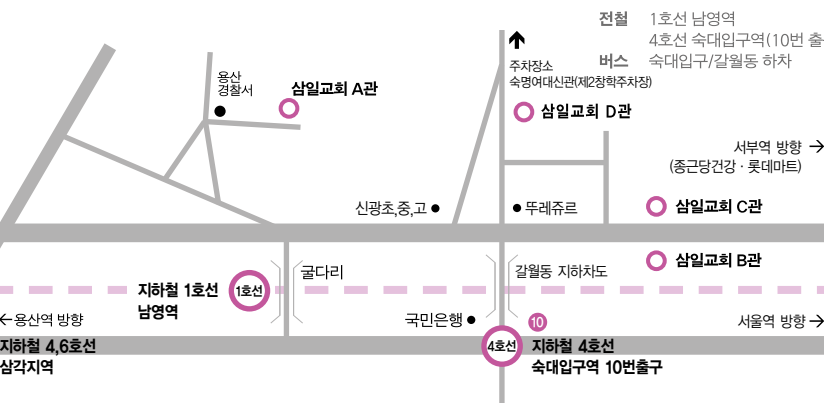 전철 1호선 남영역
4호선 숙대입구역(10번 출
버스 숙대입구/갈월동 하차
주차장소
숙명여대신관(제2창학주차장)
용산
경찰서
삼일교회 A관
삼일교회 D관
서부역 방향
(종근당건강 · 롯데마트)
신광초,중,고
뚜레쥬르
삼일교회 C관
삼일교회 B관
굴다리
갈월동 지하차도
지하철 1호선
남영역
1호선
용산역 방향
국민은행
10
서울역 방향
지하철 4,6호선
삼각지역
4호선
지하철 4호선
숙대입구역 10번출구